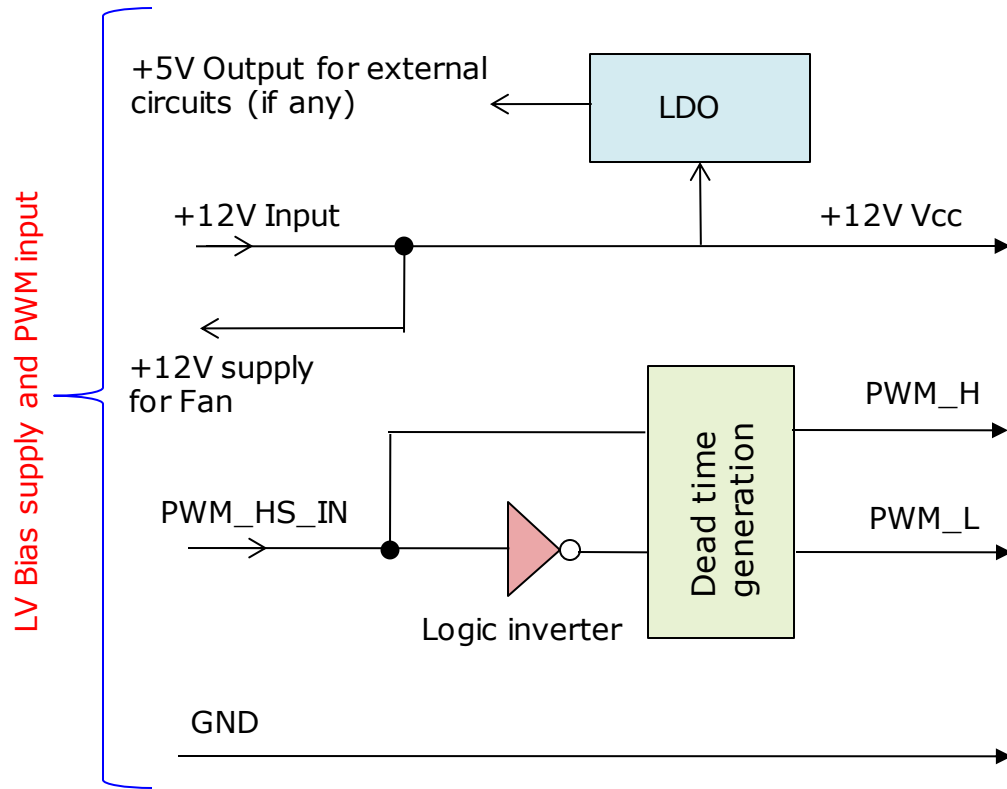 +5V Output for external
circuits (if any)
LDO
+12V Input
+12V Vcc
+12V supply
for Fan
PWM_H
PWM_HS_IN
PWM_L
Dead time
generation
Logic inverter
GND
LV Bias supply and PWM input